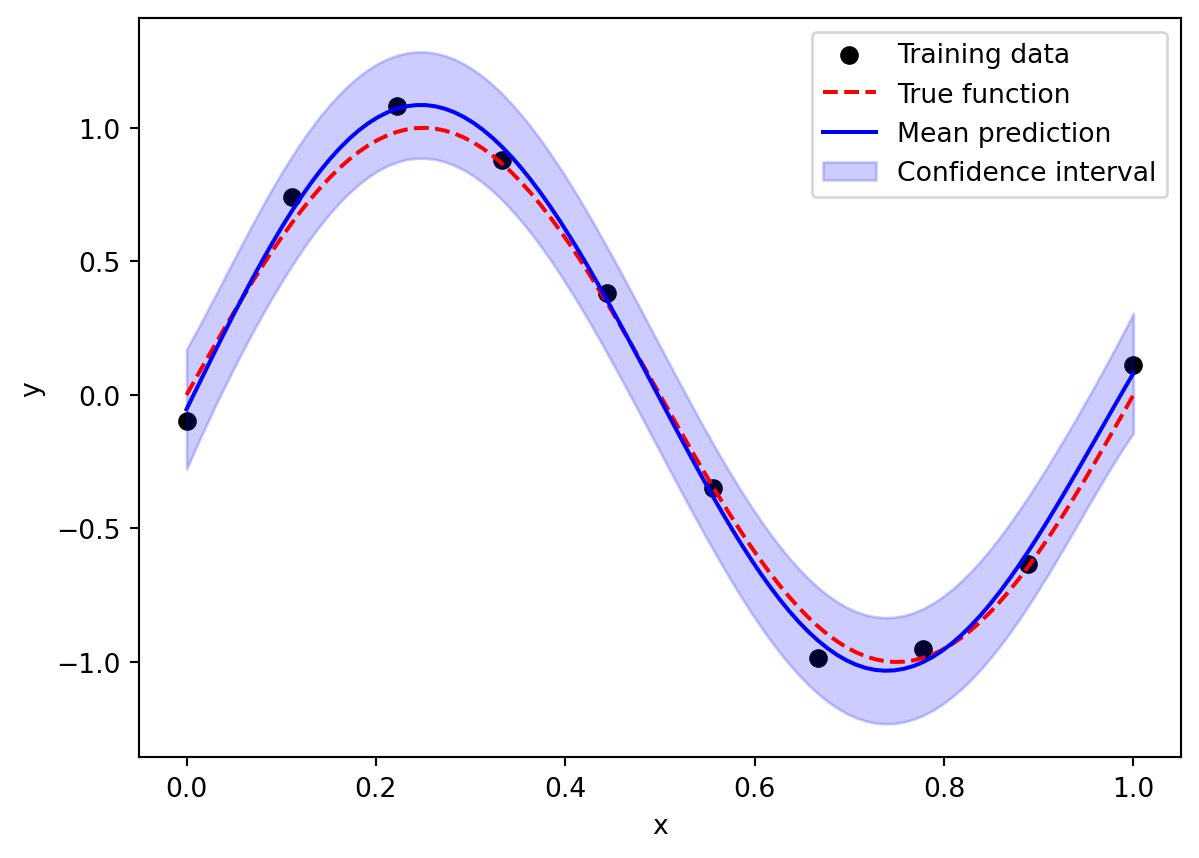 Training data
True function
Mean prediction
Confidence interval
1.0
0.5
0.0
−0.5
−1.0
y
0.0 0.2 0.4 0.6 0.8 1.0
x